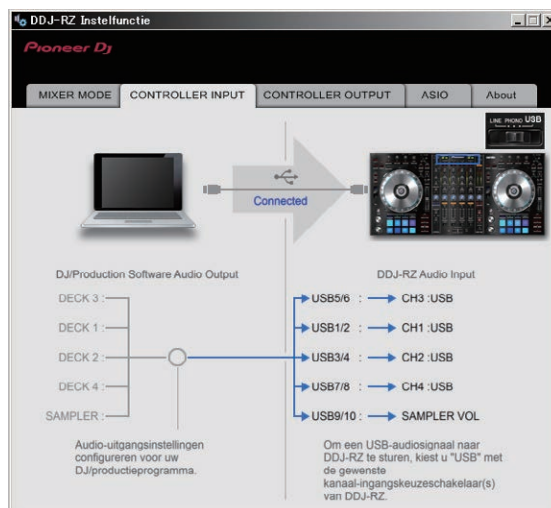 DDJ-RZ Instelfunctie
Pioneer Dj
MIXER MODE
CONTROLLER INPUT
CONTROLLER OUTPUT
ASIO
About
LINE PHONO USB
Connected
DJ/Production Software Audio Output
DECK 3 :
DECK 1 :
DECK 2 :
DECK 4 :
SAMPLER :
Audio-uitgangsinstellingen
configureren voor uw
DJ/productieprogramma.
DDJ-RZ Audio Input
USB5/6 : CH3 :USB
USB1/2 : CH1 :USB
USB3/4 : CH2 :USB
USB7/8 : CH4 :USB
USB9/10 : SAMPLER VOL
Om een USB-audiosignaal naar
DDJ-RZ te sturen, kiest u "USB" met
de gewenste
kanaal-ingangskeuzeschakelaar(s)
van DDJ-RZ.